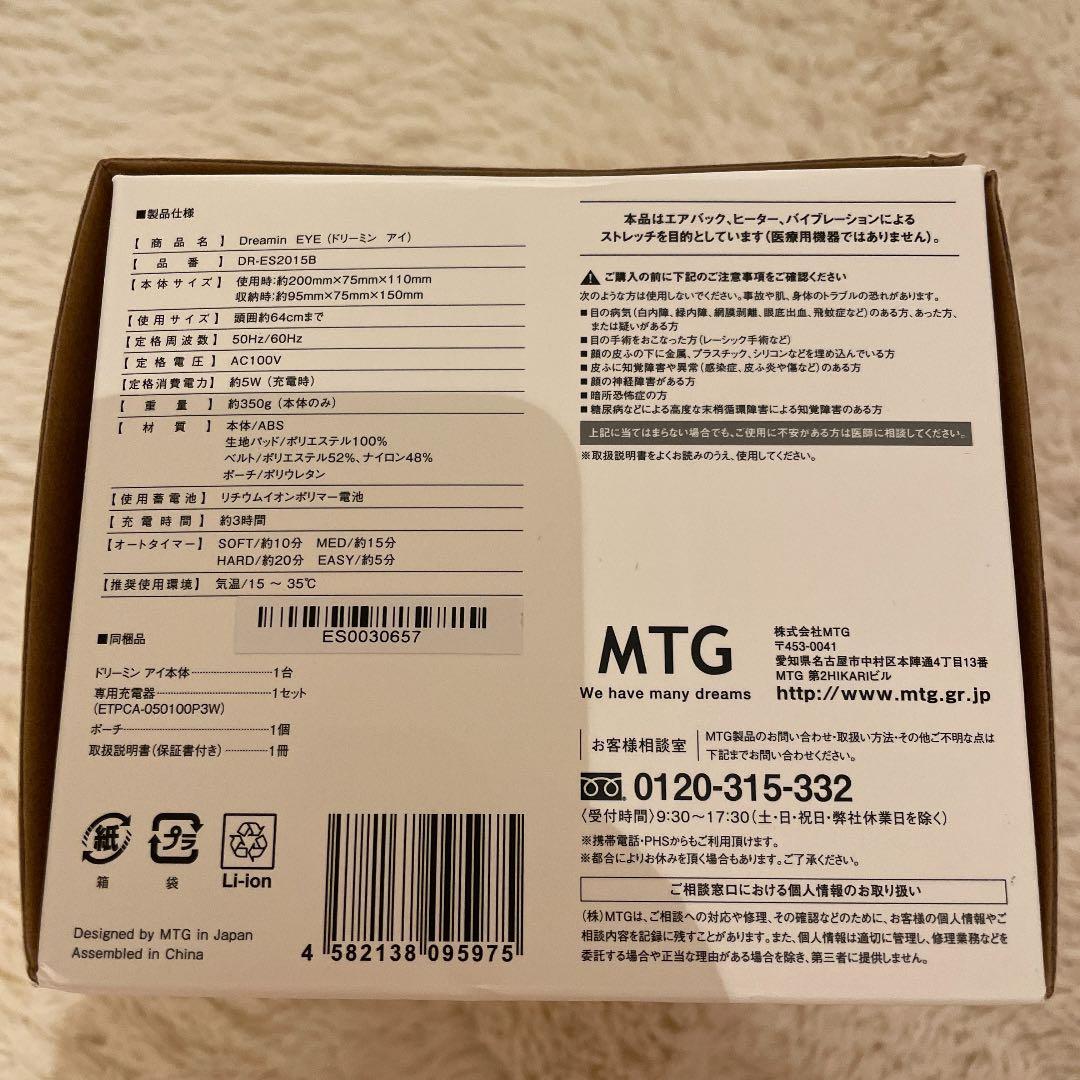 ■製品仕様
【 商 品 名 】 Dreamin EYE (ドリーミン アイ)
【 品 番 】 DR-ES2015B
【本体サイズ】 使用時:約200mm×75mm×110mm
収納時:約95mm×75mm×150mm
【使用サイズ】 頭囲約64cmまで
【定格周波数】 50Hz/60Hz
【定格電圧】 AC100V
【定格消費電力】 約5W (充電時)
【 重 量 】 約350g (本体のみ)
【 材 質 】 本体/ABS
生地パッド/ポリエステル100%
ベルト/ポリエステル52%、ナイロン48%
ポーチ/ポリウレタン
【使用蓄電池】 リチウムイオンポリマー電池
【充電時間】 約3時間
【オートタイマー】 SOFT/約10分 MED/約15分
HARD/約20分 EASY/約5分
【推奨使用環境】 気温/15 ~ 35℃
ES0030657
■同梱品
ドリーミン アイ本体……………1台
専用充電器……………1セット
(ETPCA-050100P3W)
ポーチ……………1個
取扱説明書(保証書付き)…………1冊
紙
箱
プラ
袋
Li-ion
Designed by MTG in Japan
Assembled in China
4 582138 095975
本品はエアバック、ヒーター、バイブレーションによる
ストレッチを目的としています(医療用機器ではありません)。
ご購入の前に下記のご注意事項をご確認ください
次のような方は使用しないでください。事故や肌、身体のトラブルの恐れがあります。
■目の病気(白内障、緑内障、網膜剥離、眼底出血、飛蚊症など)のある方、あった方、
または疑いがある方
■目の手術をおこなった方(レーシック手術など)
■顔の皮ふの下に金属、プラスチック、シリコンなどを埋め込んでいる方
■皮ふに知覚障害や異常(感染症、皮ふ炎や傷など)のある方
■顔の神経障害がある方
■暗所恐怖症の方
■糖尿病などによる高度な末梢循環障害による知覚障害のある方
上記に当てはまらない場合でも、ご使用に不安がある方は医師に相談してください。
※取扱説明書をよくお読みのうえ、使用してください。
MTG
We have many dreams
株式会社MTG
〒453-0041
愛知県名古屋市中村区本陣通4丁目13番
MTG 第2HIKARIビル
http://www.mtg.gr.jp
お客様相談室
MTG製品のお問い合わせ・取扱い方法・その他ご不明な点は
下記までお問い合わせください。
0120-315-332
〈受付時間〉9:30~17:30(土・日・祝日・弊社休業日を除く)
※携帯電話・PHSからもご利用頂けます。
※都合によりお休みを頂く場合もあります。ご了承ください。
ご相談窓口における個人情報のお取り扱い
(株)MTGは、ご相談への対応や修理、その確認などのために、お客様の個人情報やご
相談内容を記録に残すことがあります。また、個人情報は適切に管理し、修理業務などを
委託する場合や正当な理由がある場合を除き、第三者に提供しません。